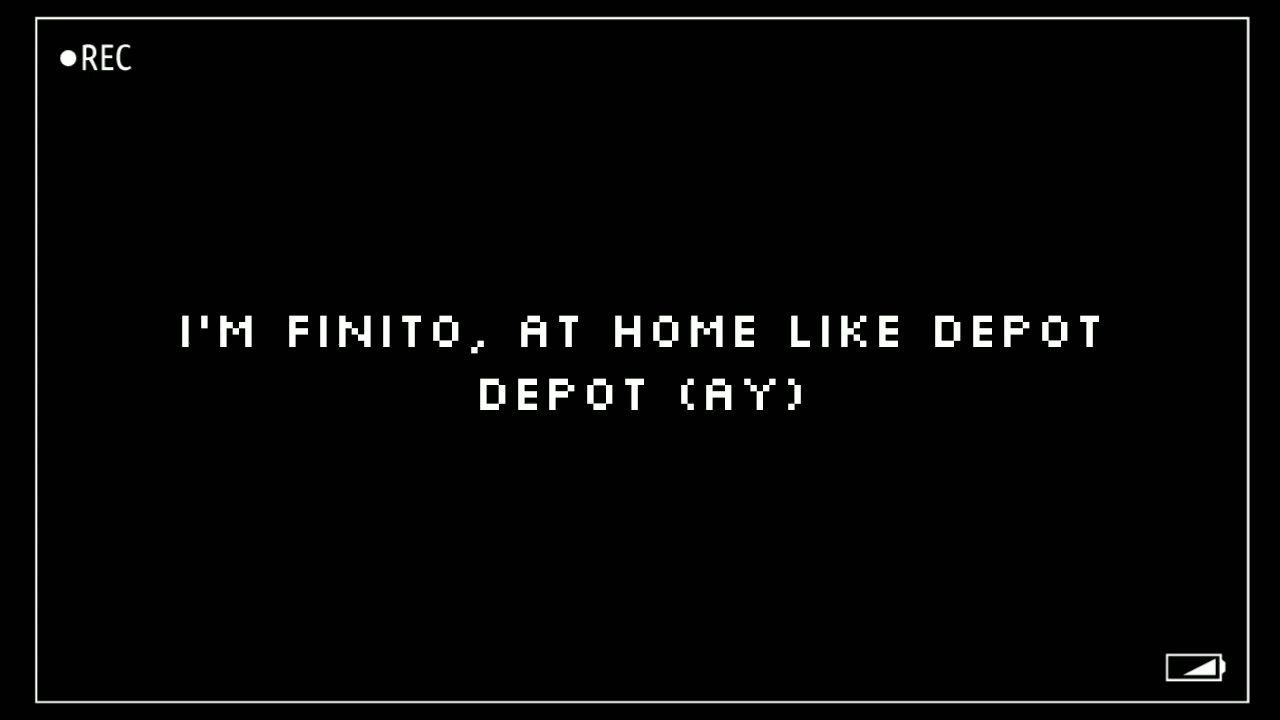 ●REC
I'M FINITO, AT HOME LIKE DEPOT
DEPOT (AY)